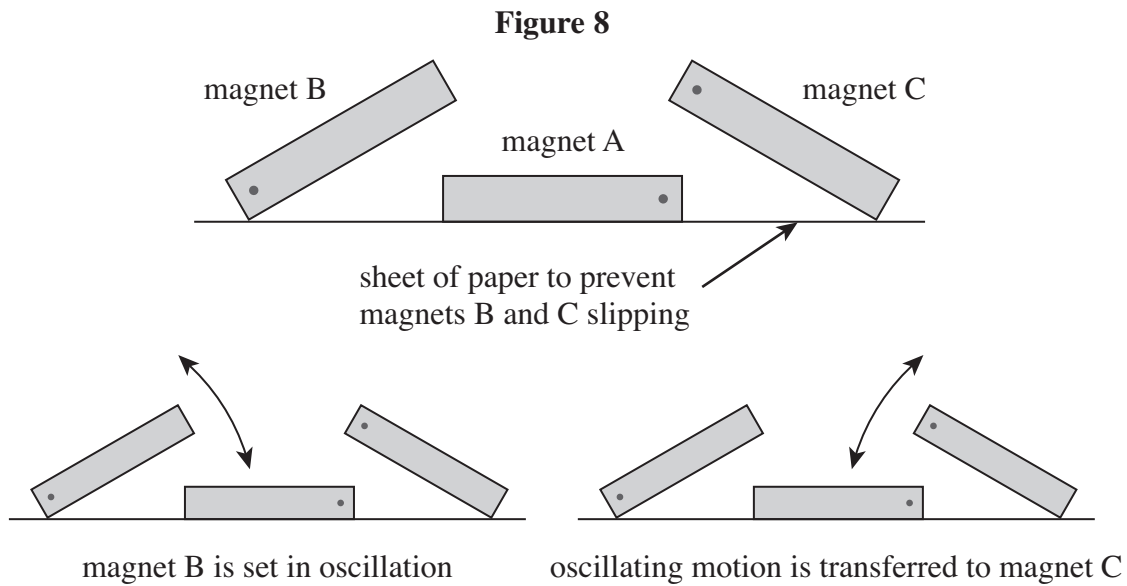 Figure 8
magnet B
magnet C
magnet A
sheet of paper to prevent
magnets B and C slipping
magnet B is set in oscillation
oscillating motion is transferred to magnet C